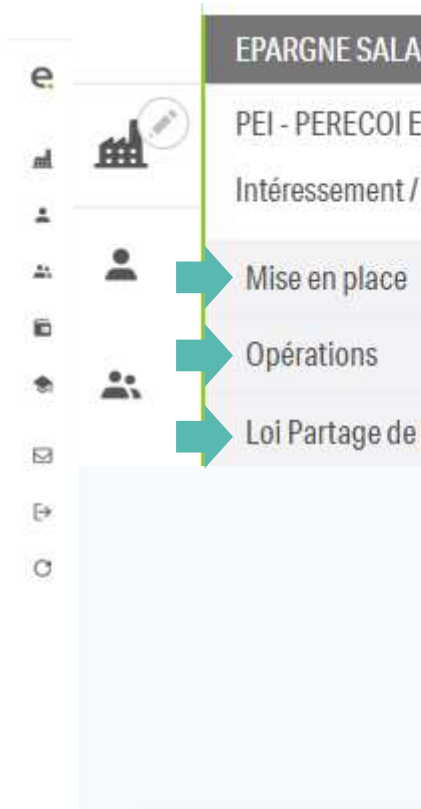 e.
EPARGNE SALA
PEI - PERECOI E
Intéressement /
Mise en place
Opérations
Loi Partage de